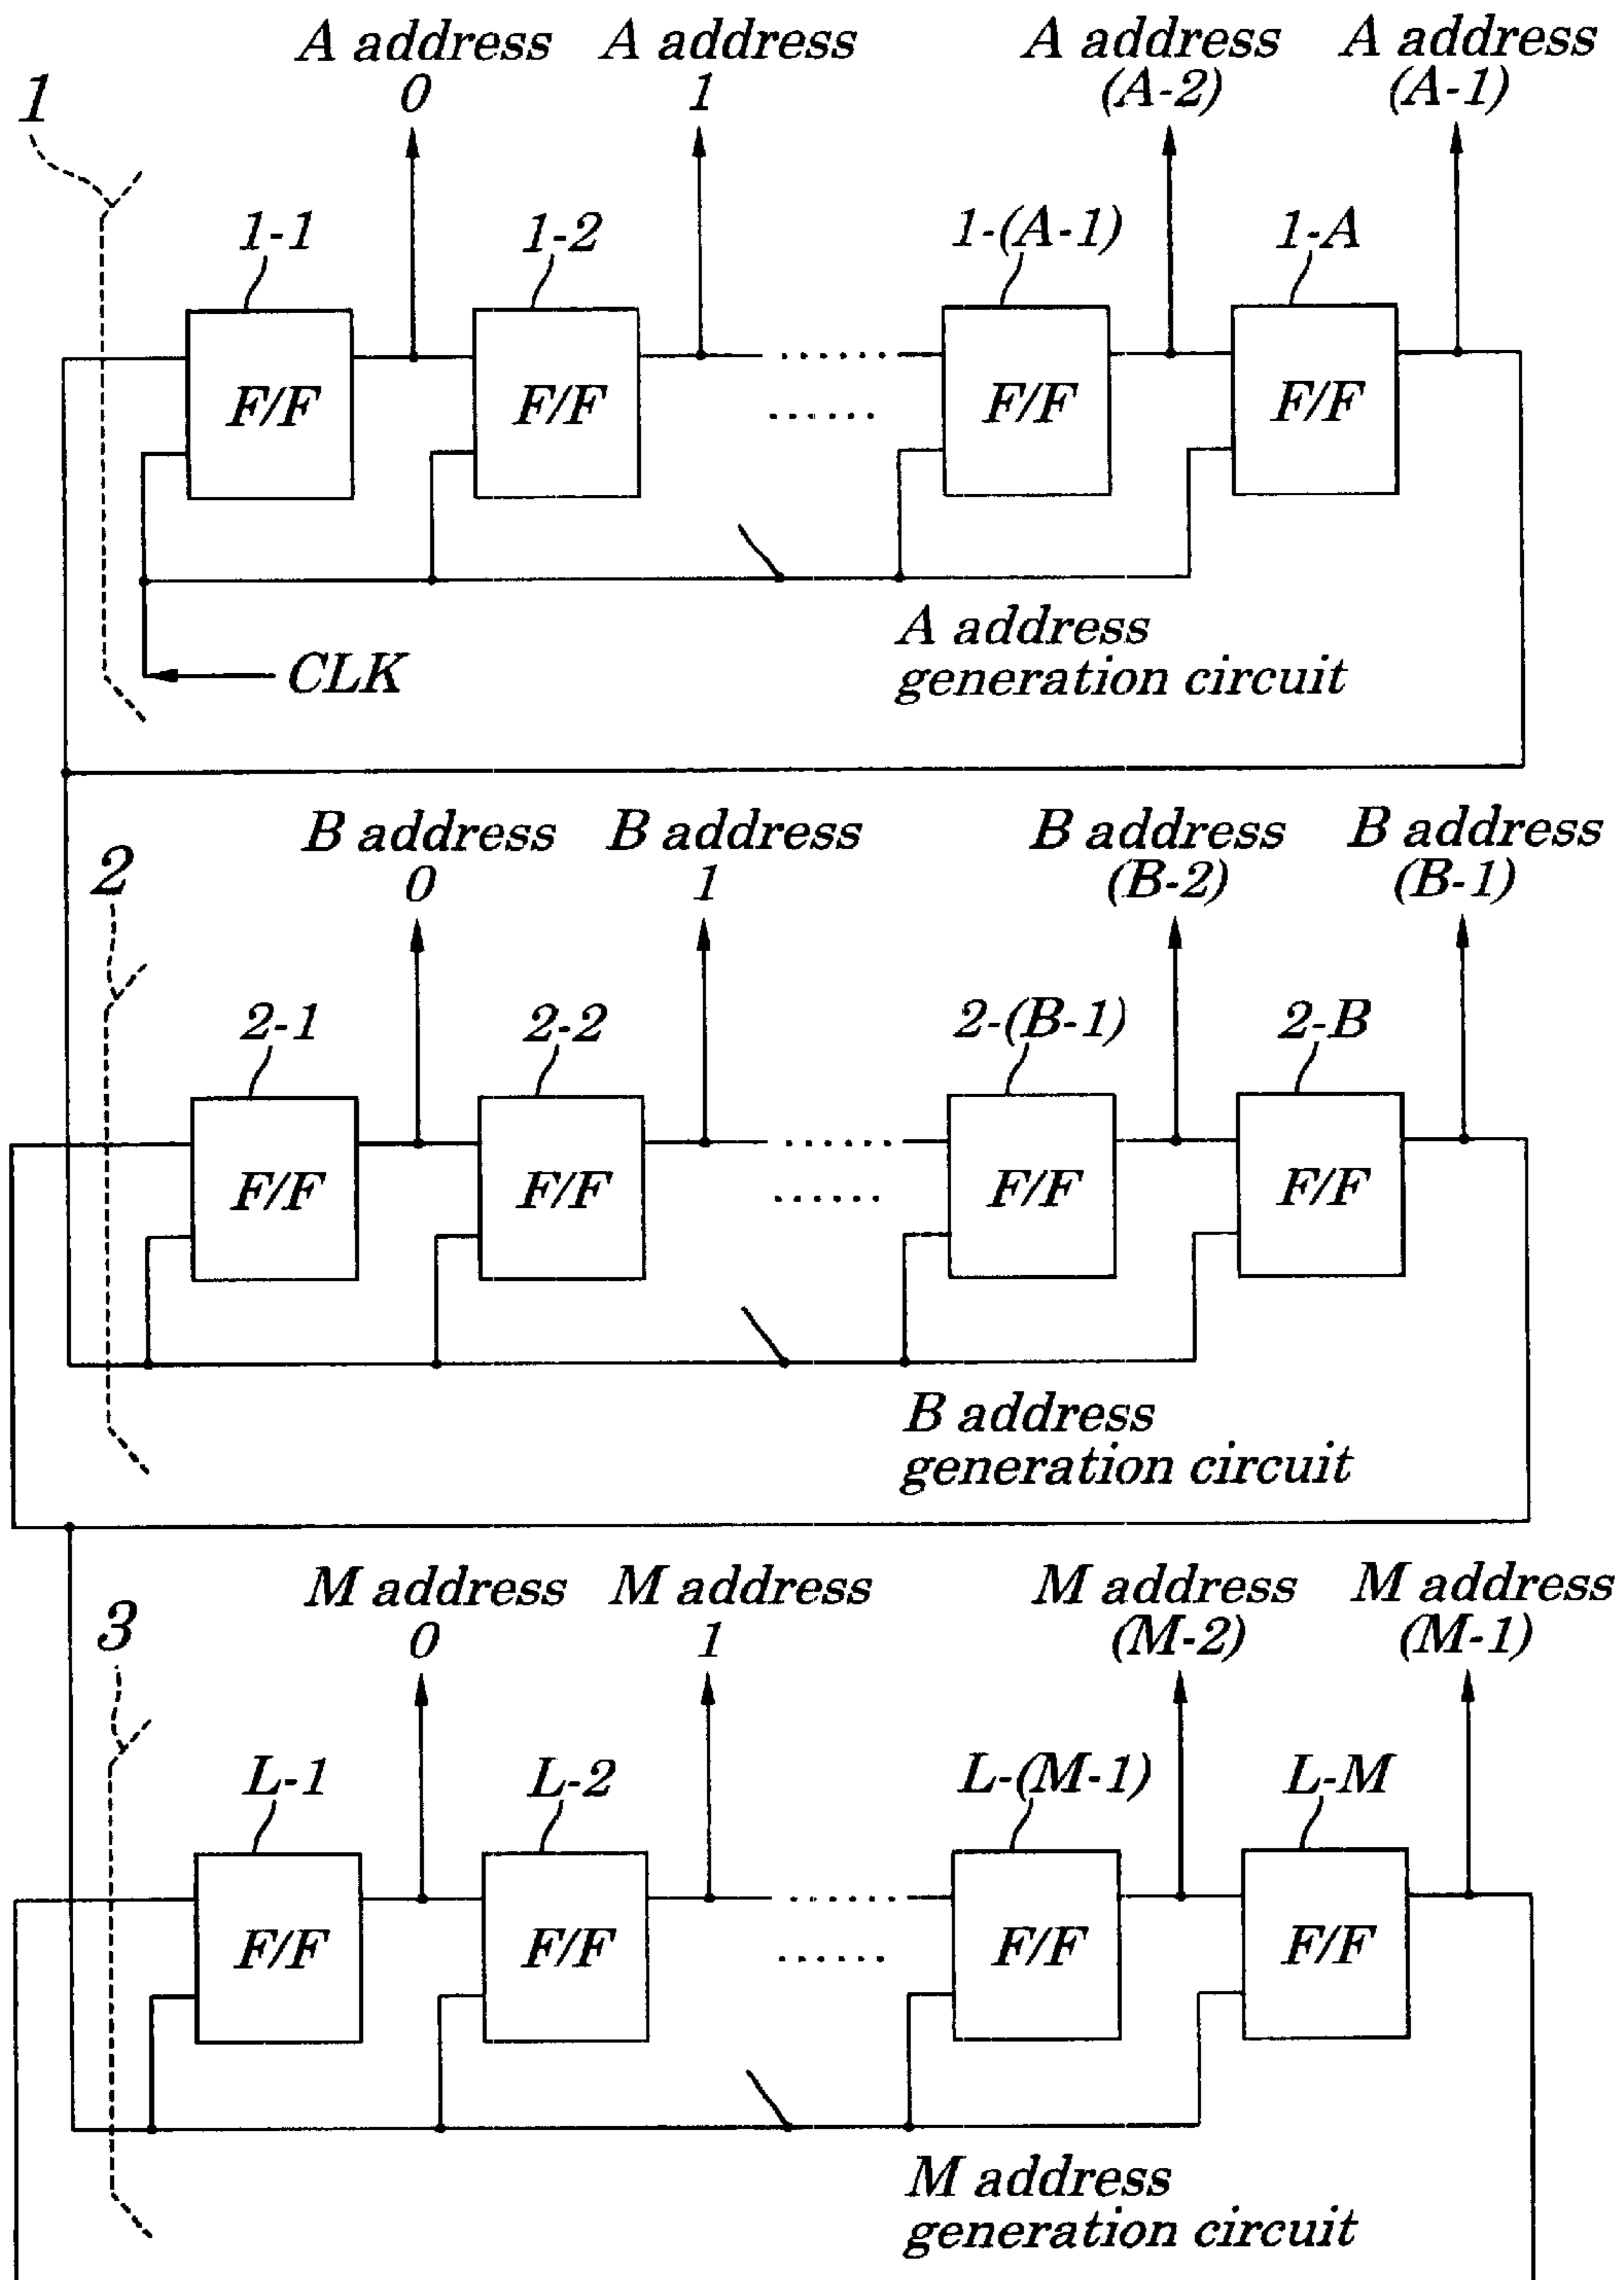 A address A address A address A address
0 1 (A-2) (A-1)
1
1-1 1-2 1-(A-1) 1-A
F/F F/F ...... F/F F/F
......
A address
generation circuit
CLK
B address B address B address B address
0 1 (B-2) (B-1)
2
2-1 2-2 2-(B-1) 2-B
F/F F/F ...... F/F F/F
......
B address
generation circuit
M address M address M address M address
0 1 (M-2) (M-1)
3
L-1 L-2 L-(M-1) L-M
F/F F/F ...... F/F F/F
......
M address
generation circuit